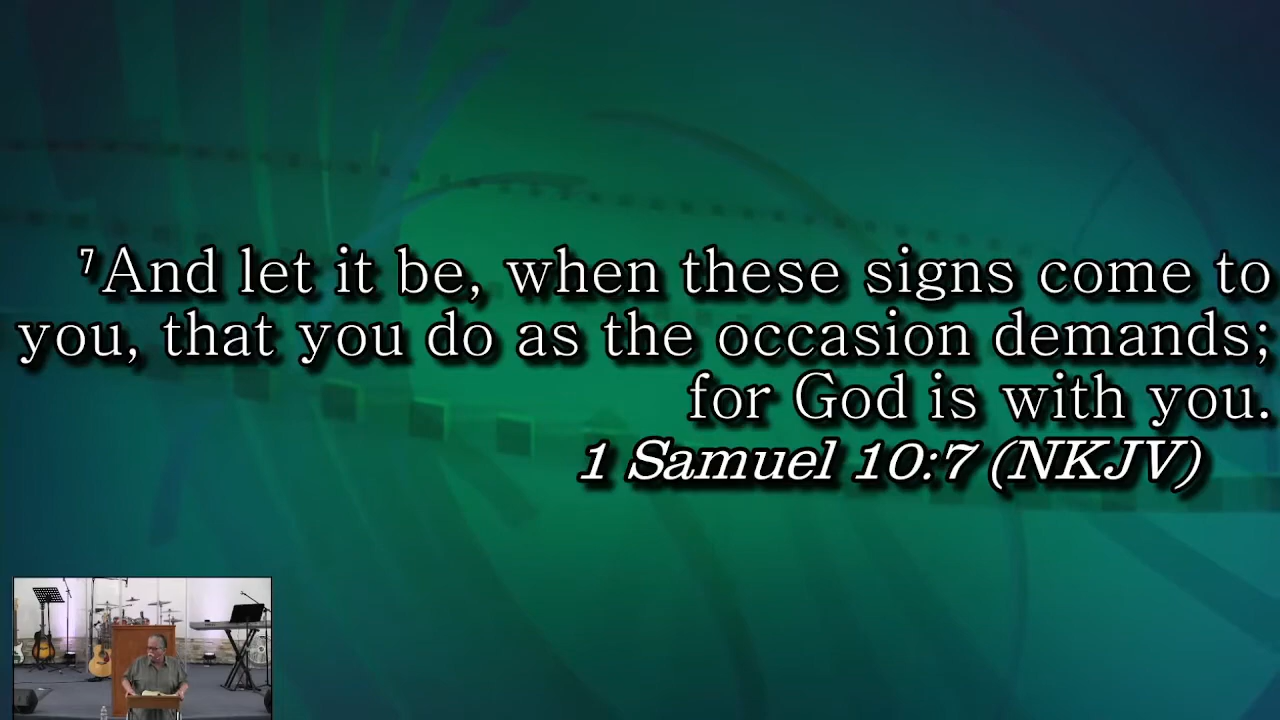 ⁷And let it be, when these signs come to
you, that you do as the occasion demands;
for God is with you.
1 Samuel 10:7 (NKJV)